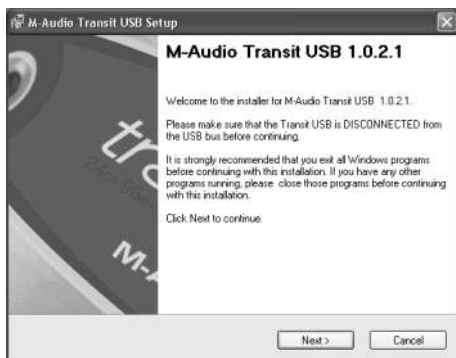 M-Audio Transit USB Setup
M-Audio Transit USB 1.0.2.1
Welcome to the installer for M-Audio Transit USB 1.0.2.1.
Please make sure that the Transit USB is DISCONNECTED from
the USB bus before continuing.
It is strongly recommended that you exit all Windows programs
before continuing with this installation. If you have any other
programs running, please close those programs before continuing
with this installation.
Click Next to continue.
tra
M-A
Next >
Cancel